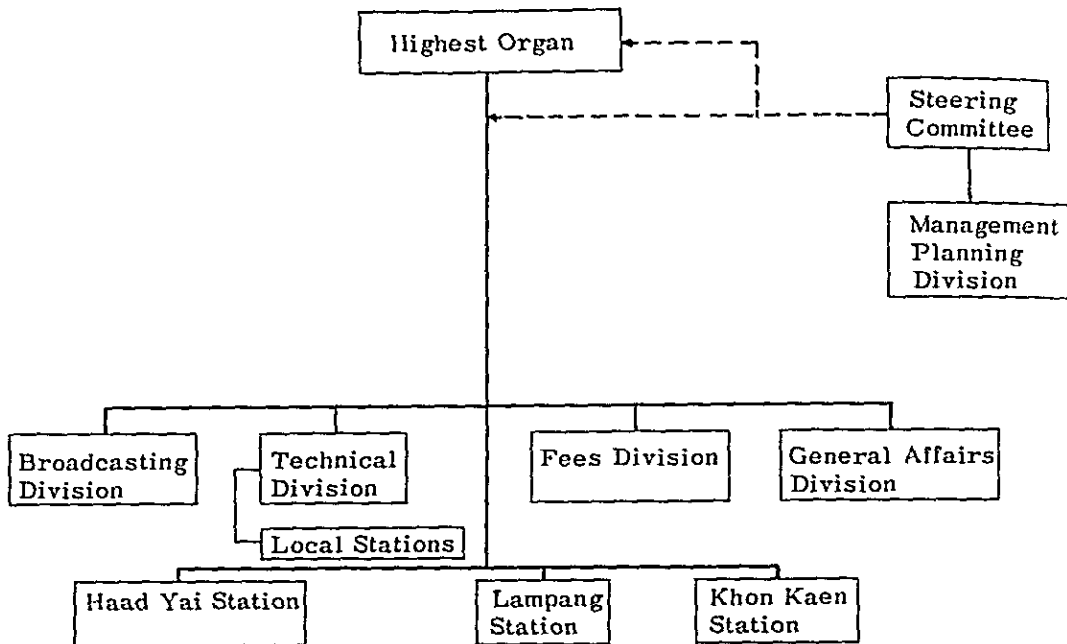 Highest Organ
Steering
Committee
Management
Planning
Division
Broadcasting
Division
Technical
Division
Fees Division
General Affairs
Division
Local Stations
Haad Yai Station
Lampang
Station
Khon Kaen
Station